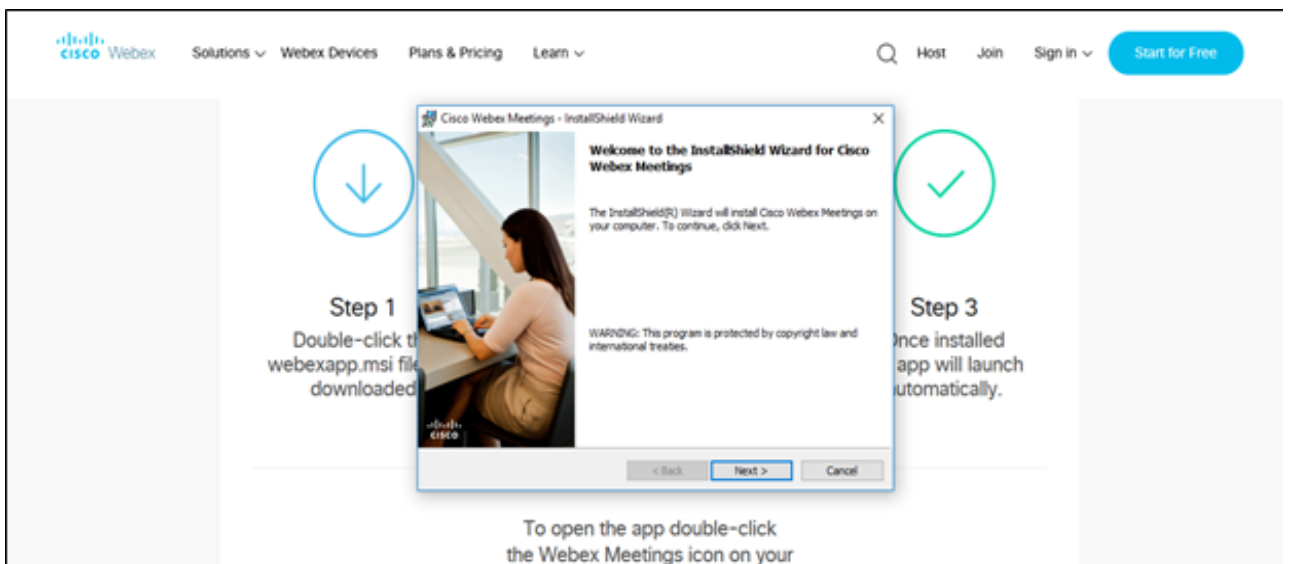 CISCO Webex
Solutions Webex Devices Plans & Pricing Learn
Host Join Sign in Start for Free
Cisco Webex Meetings - InstallShield Wizard
Welcome to the InstallShield Wizard for Cisco
Webex Meetings
The InstallShield(R) Wizard will install Cisco Webex Meetings on
your computer. To continue, click Next.
WARNING: This program is protected by copyright law and
international treaties.
CISCO
< Back Next > Cancel
Step 1
Double-click
webexapp.msi
downloaded
Step 3
installed
app will launch
To open the app double-click
the Webex Meetings icon on your